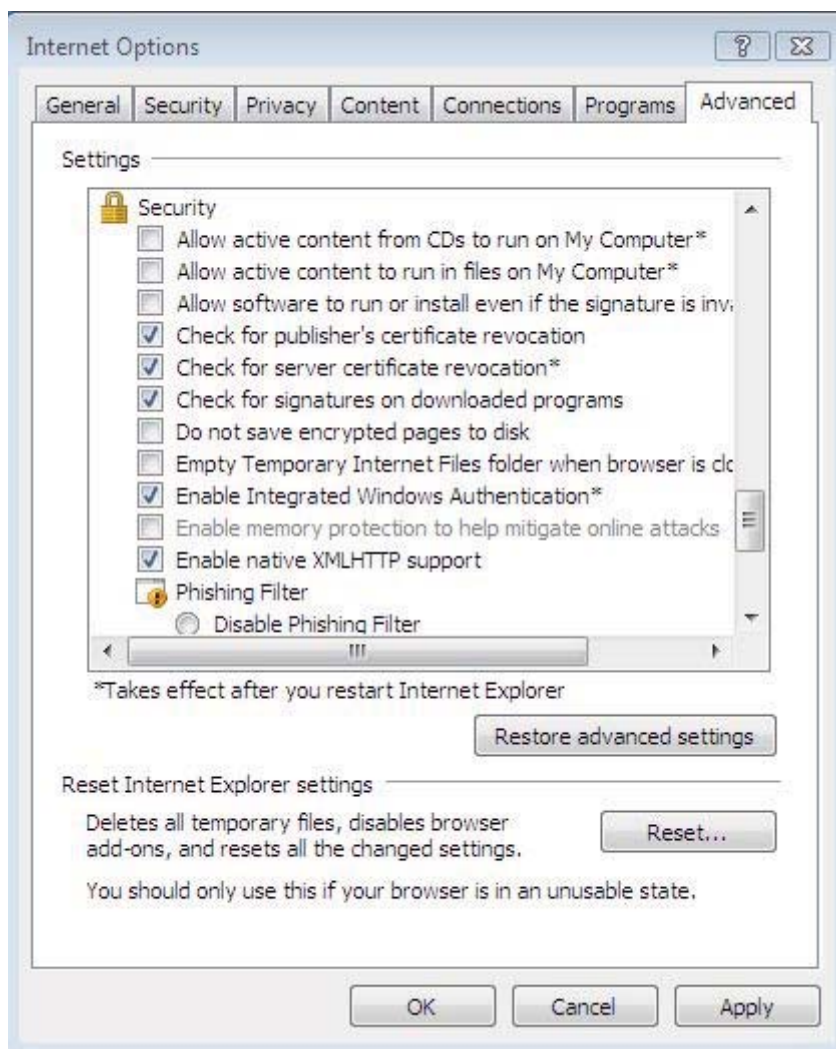 Internet Options
General Security Privacy Content Connections Programs Advanced
Settings
Security
Allow active content from CDs to run on My Computer*
Allow active content to run in files on My Computer*
Allow software to run or install even if the signature is
Check for publisher's certificate revocation
Check for server certificate revocation*
Check for signatures on downloaded programs
Do not save encrypted pages to disk
Empty Temporary Internet Files folder when browser is
Enable Integrated Windows Authentication*
Enable memory protection to help mitigate online attacks
Enable native XMLHTTP support
Phishing Filter
Disable Phishing Filter
*Takes effect after you restart Internet Explorer
Restore advanced settings
Reset Internet Explorer settings
Deletes all temporary files, disables browser
add-ons, and resets all the changed settings.
Reset...
You should only use this if your browser is in an unusable state.
OK Cancel Apply